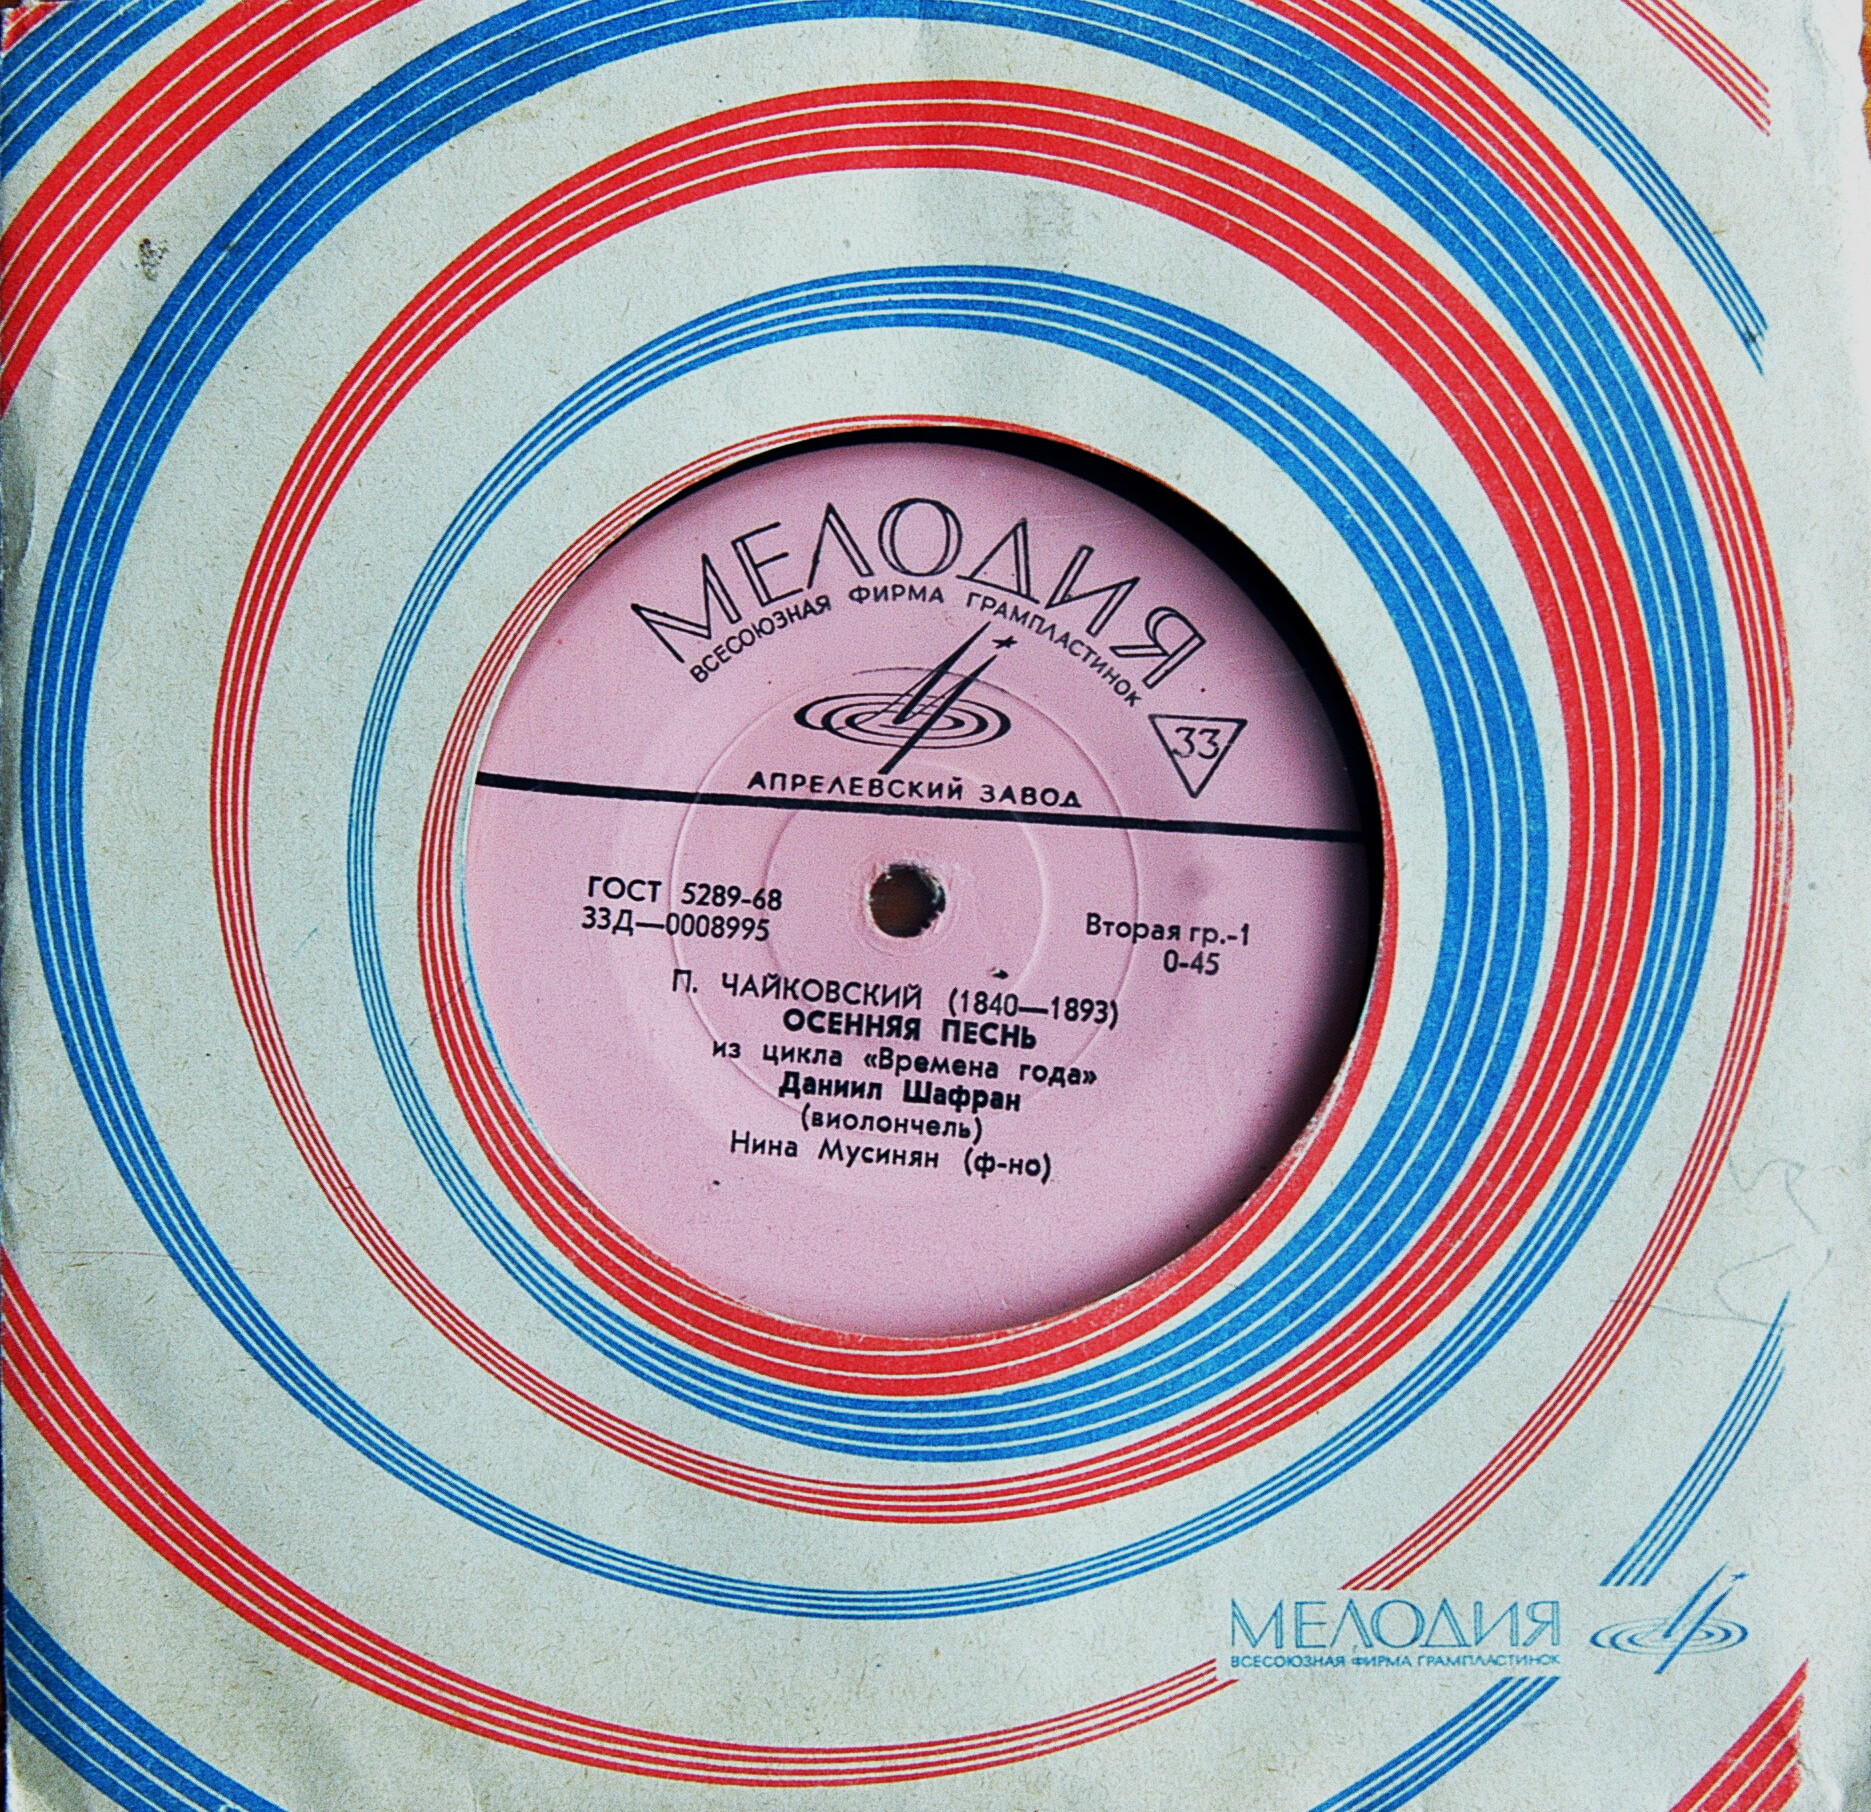 МЕЛОДИЯ
ВСЕСОЮЗНАЯ ФИРМА ГРАМПЛАСТИНОК
33
АПРЕЛЕВСКИЙ ЗАВОД
ГОСТ 5289-68
33Д—0008995
Вторая гр.-1
0-45
П. ЧАЙКОВСКИЙ (1840—1893)
ОСЕННЯЯ ПЕСНЬ
из цикла «Времена года»
Даниил Шафран
(виолончель)
Нина Мусинян (ф-но)
МЕЛОДИЯ
ВСЕСОЮЗНАЯ ФИРМА ГРАМПЛАСТИНОК